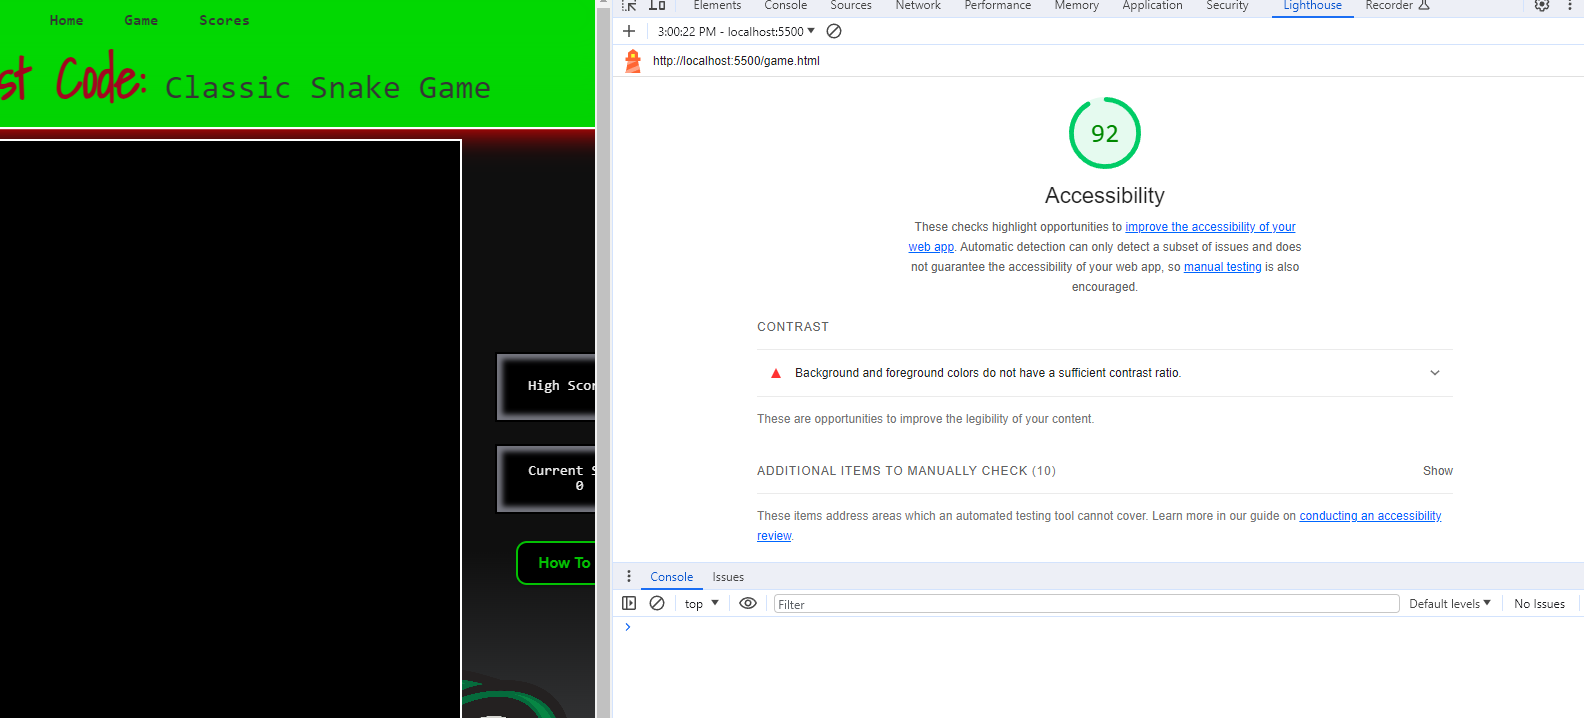 Home Game Scores
st Code: Classic Snake Game
High Scor
Current S
0
How To
Elements Console Sources Network Performance Memory Application Security Lighthouse Recorder
3:00:22 PM - localhost:5500
http://localhost:5500/game.html
92
Accessibility
These checks highlight opportunities to improve the accessibility of your
web app. Automatic detection can only detect a subset of issues and does
not guarantee the accessibility of your web app, so manual testing is also
encouraged.
CONTRAST
Background and foreground colors do not have a sufficient contrast ratio.
These are opportunities to improve the legibility of your content.
ADDITIONAL ITEMS TO MANUALLY CHECK (10) Show
These items address areas which an automated testing tool cannot cover. Learn more in our guide on conducting an accessibility
review.
Console Issues
top Filter Default levels No Issues